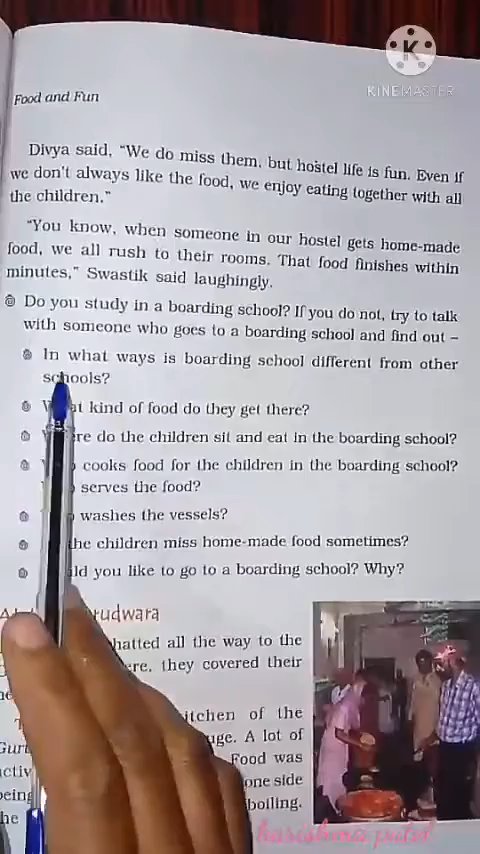 K
KINEMASTER
Food and Fun
Divya said, "We do miss them, but hostel life is fun. Even if
we don't always like the food, we enjoy eating together with all
the children."
"You know, when someone in our hostel gets home-made
food, we all rush to their rooms. That food finishes within
minutes," Swastik said laughingly.
Do you study in a boarding school? If you do not, try to talk
with someone who goes to a boarding school and find out –
In what ways is boarding school different from other
schools?
kind of food do they get there?
do the children sit and eat in the boarding school?
cooks food for the children in the boarding school?
serves the food?
washes the vessels?
the children miss home-made food sometimes?
you like to go to a boarding school? Why?
all the way to the
they covered their
of the
A lot of
Food was
one side
boiling.
karishma patel